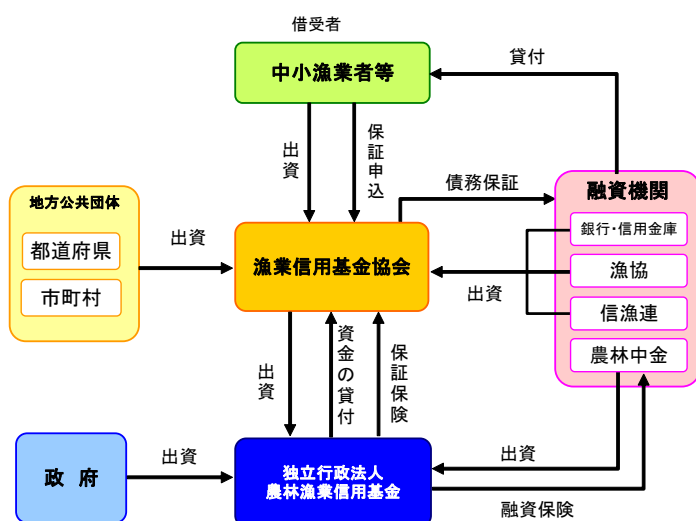 借受者
中小漁業者等
貸付
出資
保証申込
債務保証
融資機関
銀行・信用金庫
漁協
信漁連
農林中金
地方公共団体
都道府県
市町村
出資
漁業信用基金協会
出資
出資
資金の貸付
保証保険
政 府
出資
独立行政法人
農林漁業信用基金
出資
融資保険